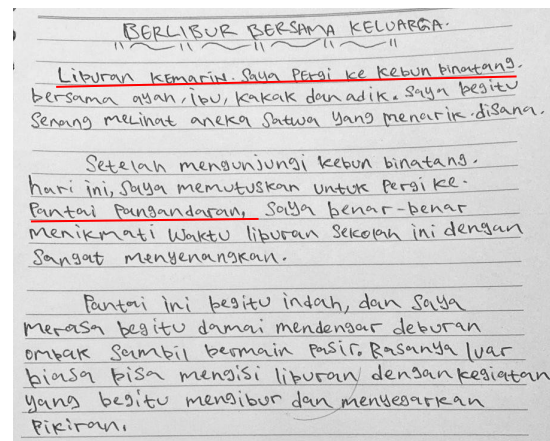 BERLIBUR BERSAMA KELUARGA.
Liburan kemarin. Saya pergi ke kebun binatang.
bersama ayah, ibu, kakak dan adik. Saya begitu
senang melihat aneka satwa yang menarik. disana.
Setelah mengunjungi kebun binatang.
hari ini, saya memutuskan untuk pergi ke.
Pantai Pangandaran, saya benar-benar
menikmati waktu liburan sekolah ini dengan
sangat menyenangkan.
Pantai ini begitu indah, dan saya
merasa begitu damai mendengar deburan
ombak sambil bermain pasir. Rasanya luar
biasa bisa mengisi liburan dengan kegiatan
yang begitu mengibur dan menyegarkan
pikiran.